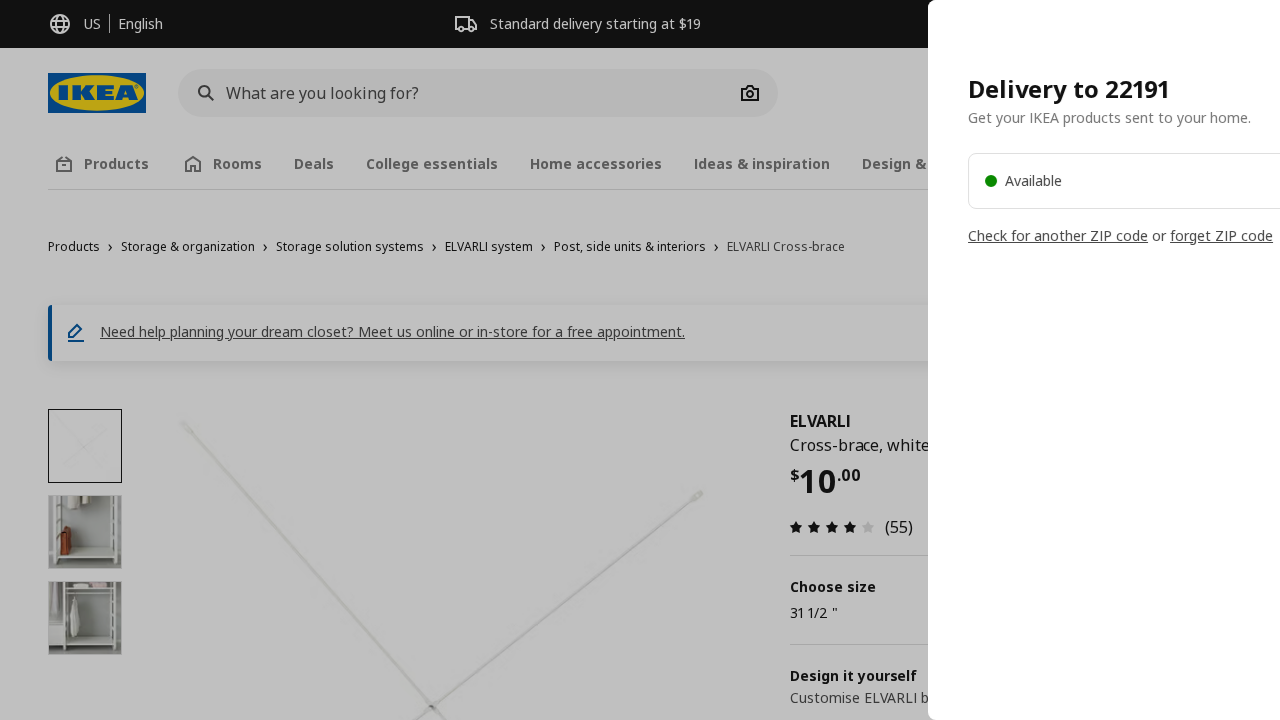 US
English
Standard delivery starting at $19
IKEA
What are you looking for?
Products
Rooms
Deals
College essentials
Home accessories
Ideas & inspiration
Design &
Products › Storage & organization › Storage solution systems › ELVARLI system › Post, side units & interiors › ELVARLI Cross-brace
Need help planning your dream closet? Meet us online or in-store for a free appointment.
ELVARLI
Cross-brace, white
$10.00
(55)
Choose size
31 1/2 "
Design it yourself
Customise ELVARLI b
Delivery to 22191
Get your IKEA products sent to your home.
Available
Check for another ZIP code or forget ZIP code